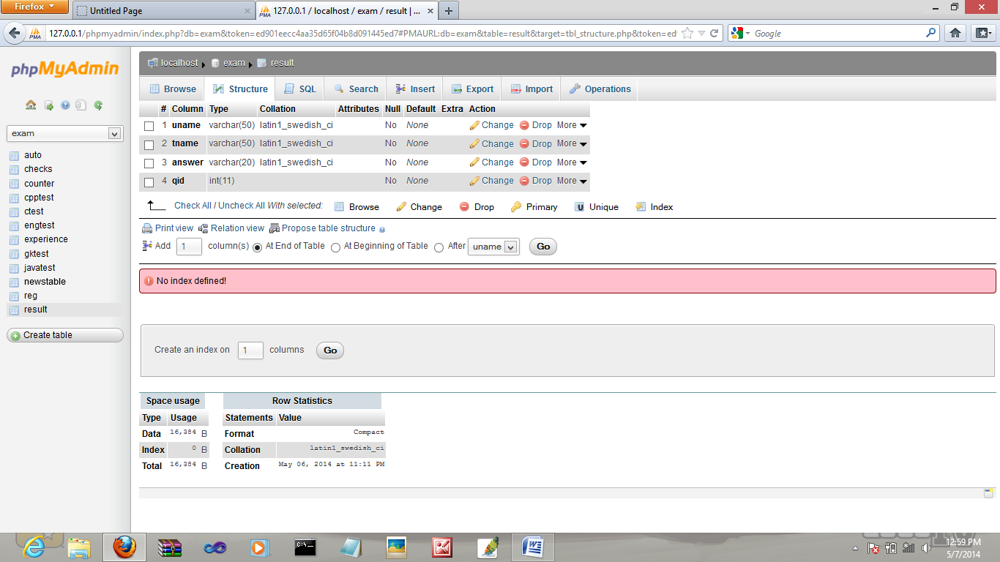 Firefox
Untitled Page
127.0.0.1 / localhost / exam / result | ...
127.0.0.1/phpmyadmin/index.php?db=exam&token=ed901eecc4aa35d65f04b8d091445ed7#PMAURL:db=exam&table=result&target=tbl_structure.php&token=ed
Google
phpMyAdmin
localhost exam result
Browse Structure SQL Search Insert Export Import Operations
exam
auto
checks
counter
cpptest
ctest
engtest
experience
gktest
javatest
newstable
reg
result
Create table
# Column Type Collation Attributes Null Default Extra Action
1 uname varchar(50) latin1_swedish_ci No None Change Drop More
2 tname varchar(50) latin1_swedish_ci No None Change Drop More
3 answer varchar(20) latin1_swedish_ci No None Change Drop More
4 qid int(11) No None Change Drop More
Check All / Uncheck All With selected: Browse Change Drop Primary Unique Index
Print view Relation view Propose table structure
Add 1 column(s) At End of Table At Beginning of Table After uname Go
No index defined!
Create an index on 1 columns Go
Space usage
Type Usage
Data 16,384 B
Index 0 B
Total 16,384 B
Row Statistics
Statements Value
Format Compact
Collation latin1_swedish_ci
Creation May 06, 2014 at 11:11 PM
12:59 PM
5/7/2014